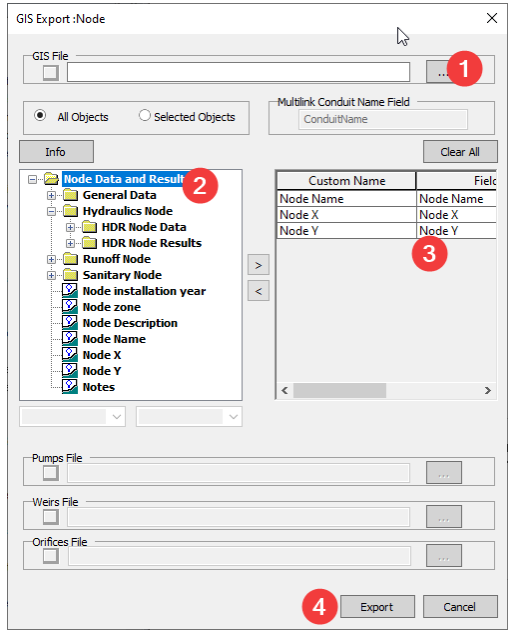 GIS Export :Node
GIS File
... 1
All Objects
Selected Objects
Multilink Conduit Name Field
ConduitName
Info
Clear All
Node Data and Results 2
General Data
Hydraulics Node
HDR Node Data
HDR Node Results
Runoff Node
Sanitary Node
Node installation year
Node zone
Node Description
Node Name
Node X
Node Y
Notes
>
<
Custom Name Field
Node Name Node Name
Node X Node X
Node Y Node Y
3
Pumps File
...
Weirs File
...
Orifices File
...
4 Export Cancel